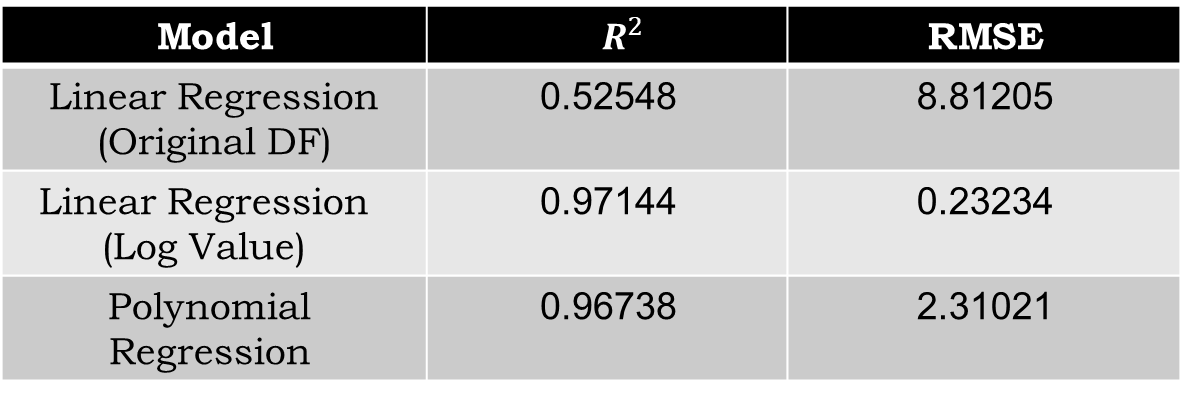 Model R² RMSE
Linear Regression 0.52548 8.81205
(Original DF)
Linear Regression 0.97144 0.23234
(Log Value)
Polynomial 0.96738 2.31021
Regression